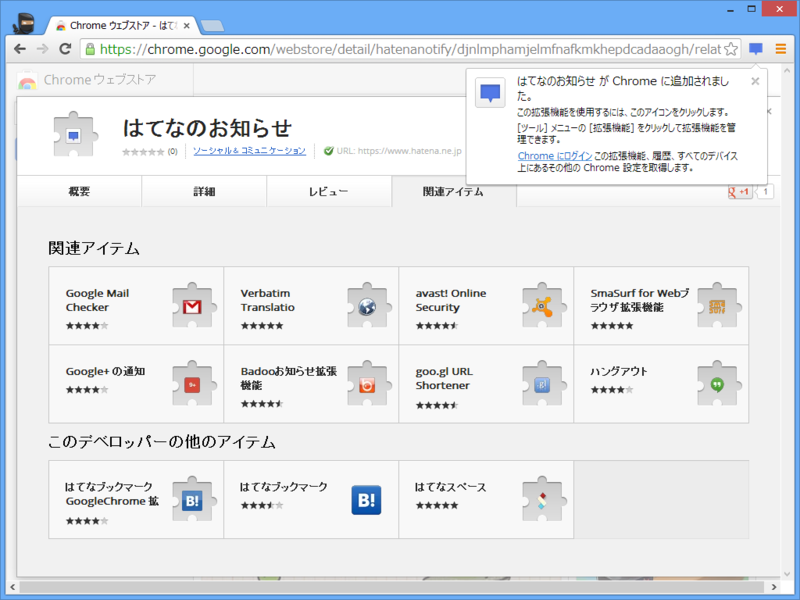 Chrome ウェブストア - はてな
https://chrome.google.com/webstore/detail/hatenanotify/djnlmphamjelmfnafkmkhepdcadaaogh/relat
Chrome ウェブストア
はてなのお知らせ が Chrome に追加されまし
た。
この拡張機能を使用するには、このアイコンをクリックします。
[ツール] メニューの [拡張機能] をクリックして拡張機能を管
理できます。
Chrome にログイン この拡張機能、履歴、すべてのデバイス
上にあるその他の Chrome 設定を取得します。
はてなのお知らせ
(0) ソーシャル & コミュニケーション URL: https://www.hatena.ne.jp
概要 詳細 レビュー 関連アイテム
+1 1
関連アイテム
Google Mail
Checker
★★★★☆
Verbatim
Translatio
★★★★★
avast! Online
Security
SmaSurf for Webブ
ラウザ拡張機能
★★★★★
Google+ の通知
★★★★☆
Badooお知らせ拡張
機能
goo.gl URL
Shortener
ハングアウト
★★★★☆
このデベロッパーの他のアイテム
はてなブックマーク
GoogleChrome 拡
★★★★☆
B!
はてなブックマーク
B!
はてなスペース
★★★★★